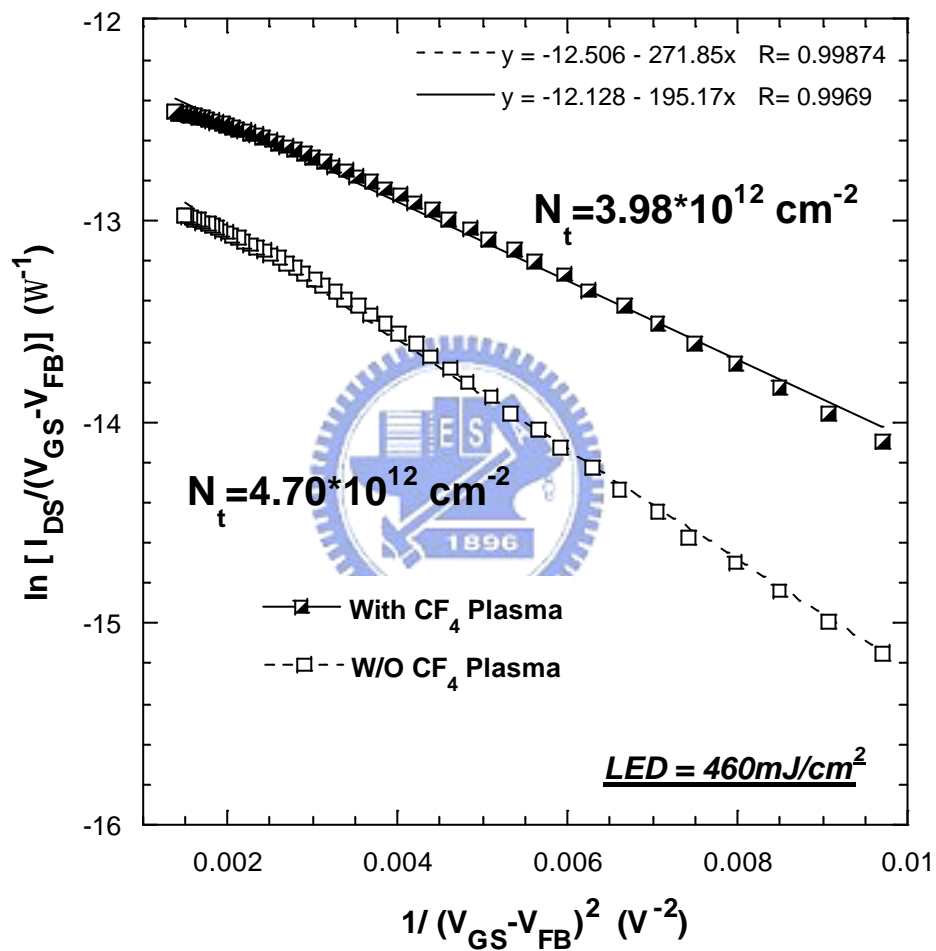 y = -12.506 - 271.85x   R= 0.99874
y = -12.128 - 195.17x   R= 0.9969
-12
-13
-14
-15
-16
ln [ I_DS/(V_GS-V_FB)]  (W^-1)
N_t=3.98*10^12 cm^-2
N_t=4.70*10^12 cm^-2
E S
1896
With CF_4 Plasma
W/O CF_4 Plasma
LED = 460mJ/cm^2
0.002 0.004 0.006 0.008 0.01
1/ (V_GS-V_FB)^2  (V^-2)